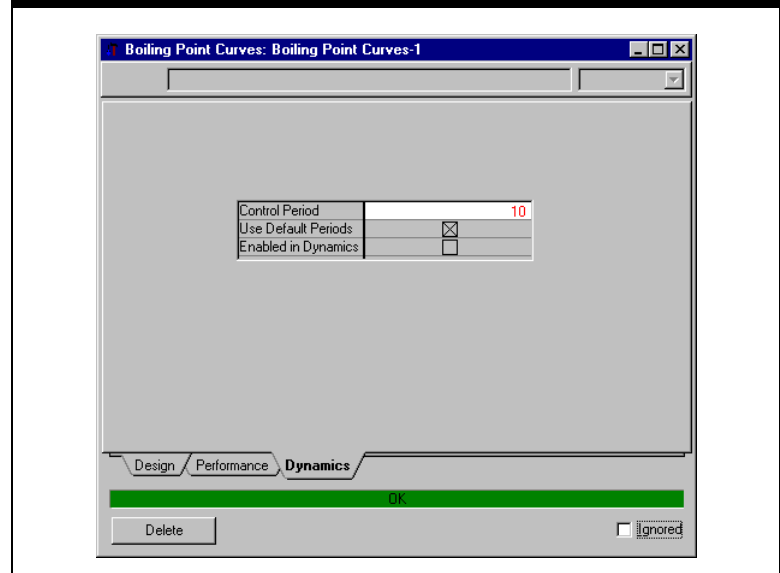 Boiling Point Curves: Boiling Point Curves-1
Control Period 10
Use Default Periods
Enabled in Dynamics
Design Performance Dynamics
OK
Delete Ignored